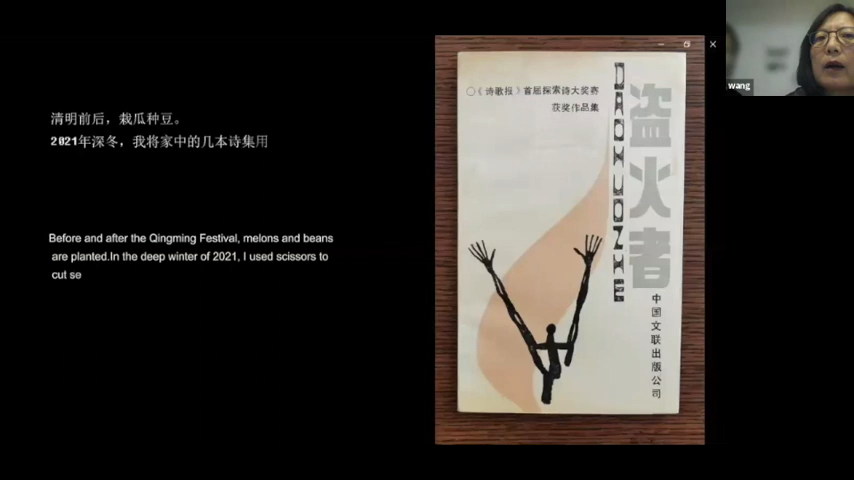 清明前后，栽瓜种豆。
2021年深冬，我将家中的几本诗集用
Before and after the Qingming Festival, melons and beans
are planted.In the deep winter of 2021, I used scissors to
cut se
〇《诗歌报》首届探索诗大奖赛
获奖作品集
DAOHUOZHE
盗火者
中国文联出版公司
wang